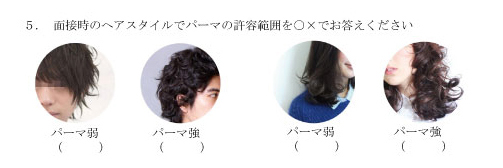 ５． 面接時のヘアスタイルでパーマの許容範囲を○×でお答えください
パーマ弱 パーマ強 パーマ弱 パーマ強
（　　） （　　） （　　） （　　）